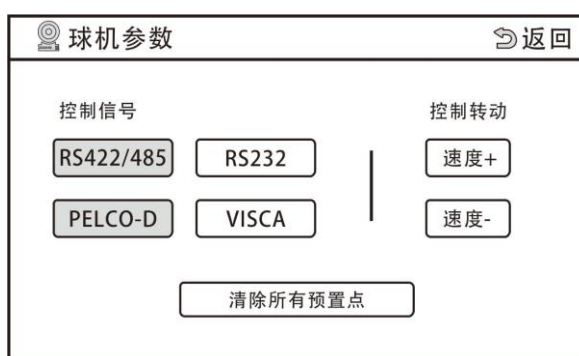 球机参数 返回
控制信号 控制转动
RS422/485 RS232 速度+
PELCO-D VISCA 速度-
清除所有预置点